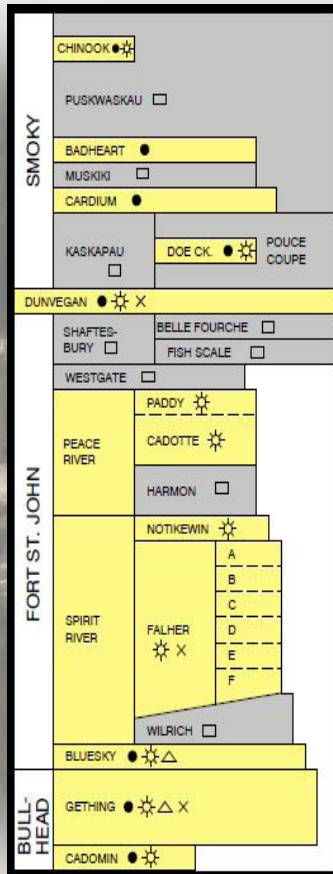 SMOKY
CHINOOK
PUSKWASKAU
BADHEART
MUSKIKI
CARDIUM
KASKAPAU
DOE CK.
POUCE
COUPE
DUNVEGAN X
FORT ST. JOHN
SHAFTES-
BURY
BELLE FOURCHE
FISH SCALE
WESTGATE
PEACE
RIVER
PADDY
CADOTTE
HARMON
SPIRIT
RIVER
NOTIKEWIN
FALHER
X
A
B
C
D
E
F
WILRICH
BLUESKY
BULL-
HEAD
GETHING X
CADOMIN